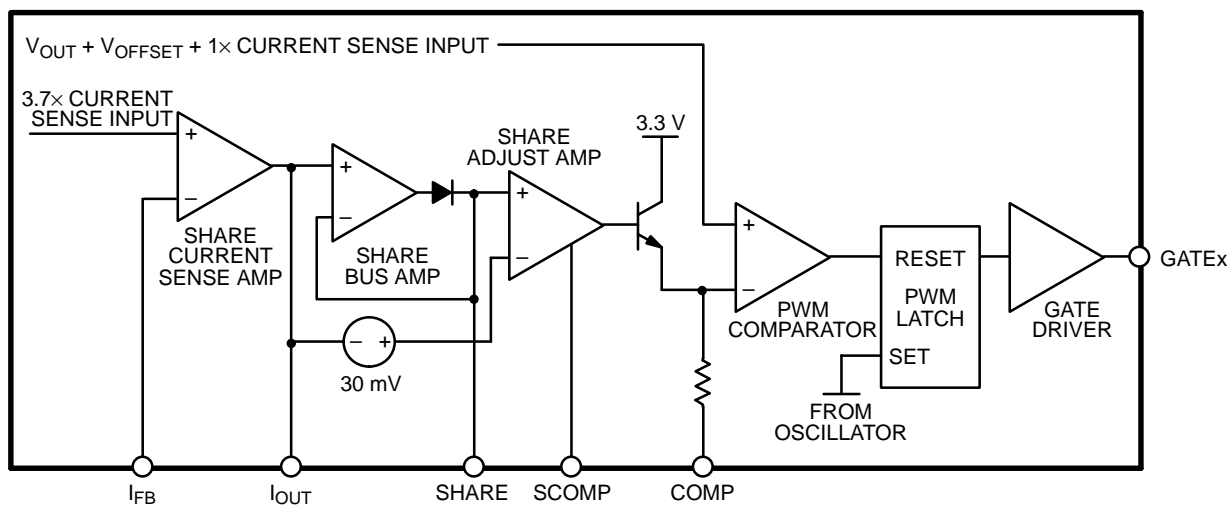 V_OUT + V_OFFSET + 1× CURRENT SENSE INPUT
3.7× CURRENT
SENSE INPUT
+
−
SHARE
CURRENT
SENSE AMP
+
−
SHARE
BUS AMP
− +
30 mV
SHARE
ADJUST AMP
+
−
3.3 V
+
−
PWM
COMPARATOR
RESET
PWM
LATCH
SET
FROM
OSCILLATOR
GATE
DRIVER
GATEx
I_FB
I_OUT
SHARE
SCOMP
COMP